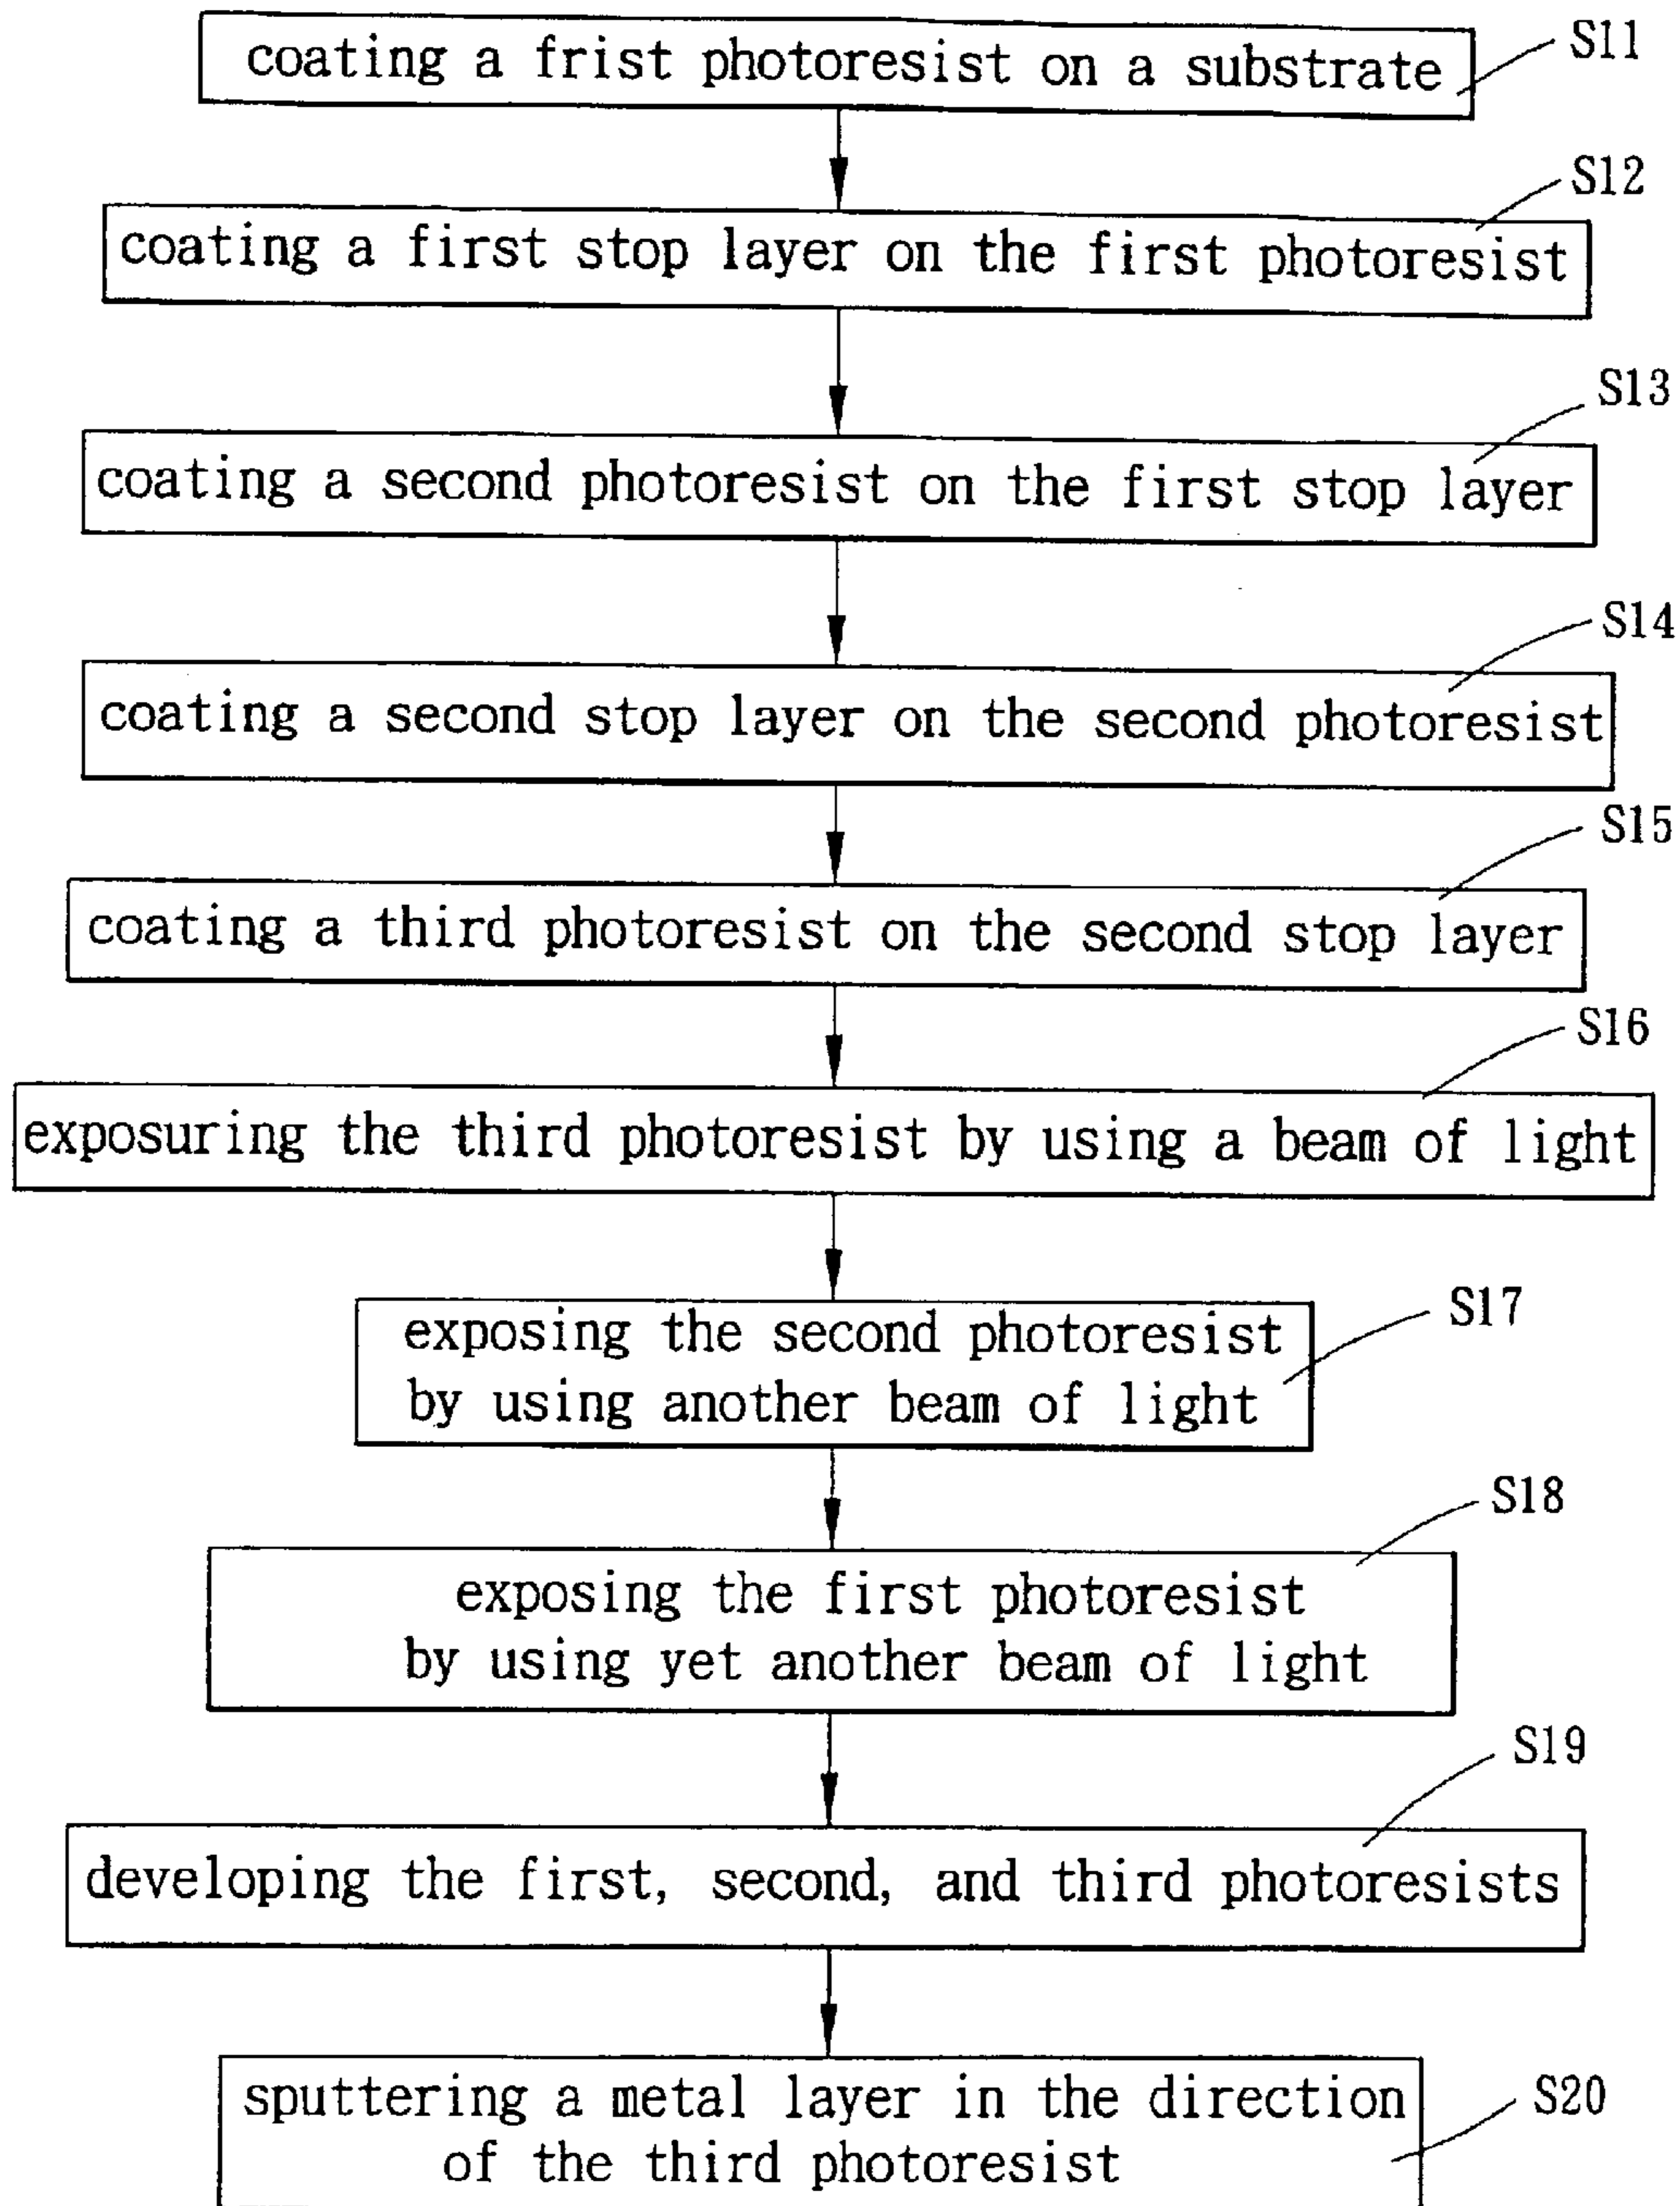 S11
coating a frist photoresist on a substrate
S12
coating a first stop layer on the first photoresist
S13
coating a second photoresist on the first stop layer
S14
coating a second stop layer on the second photoresist
S15
coating a third photoresist on the second stop layer
S16
exposuring the third photoresist by using a beam of light
S17
exposing the second photoresist
by using another beam of light
S18
exposing the first photoresist
by using yet another beam of light
S19
developing the first, second, and third photoresists
S20
sputtering a metal layer in the direction
of the third photoresist